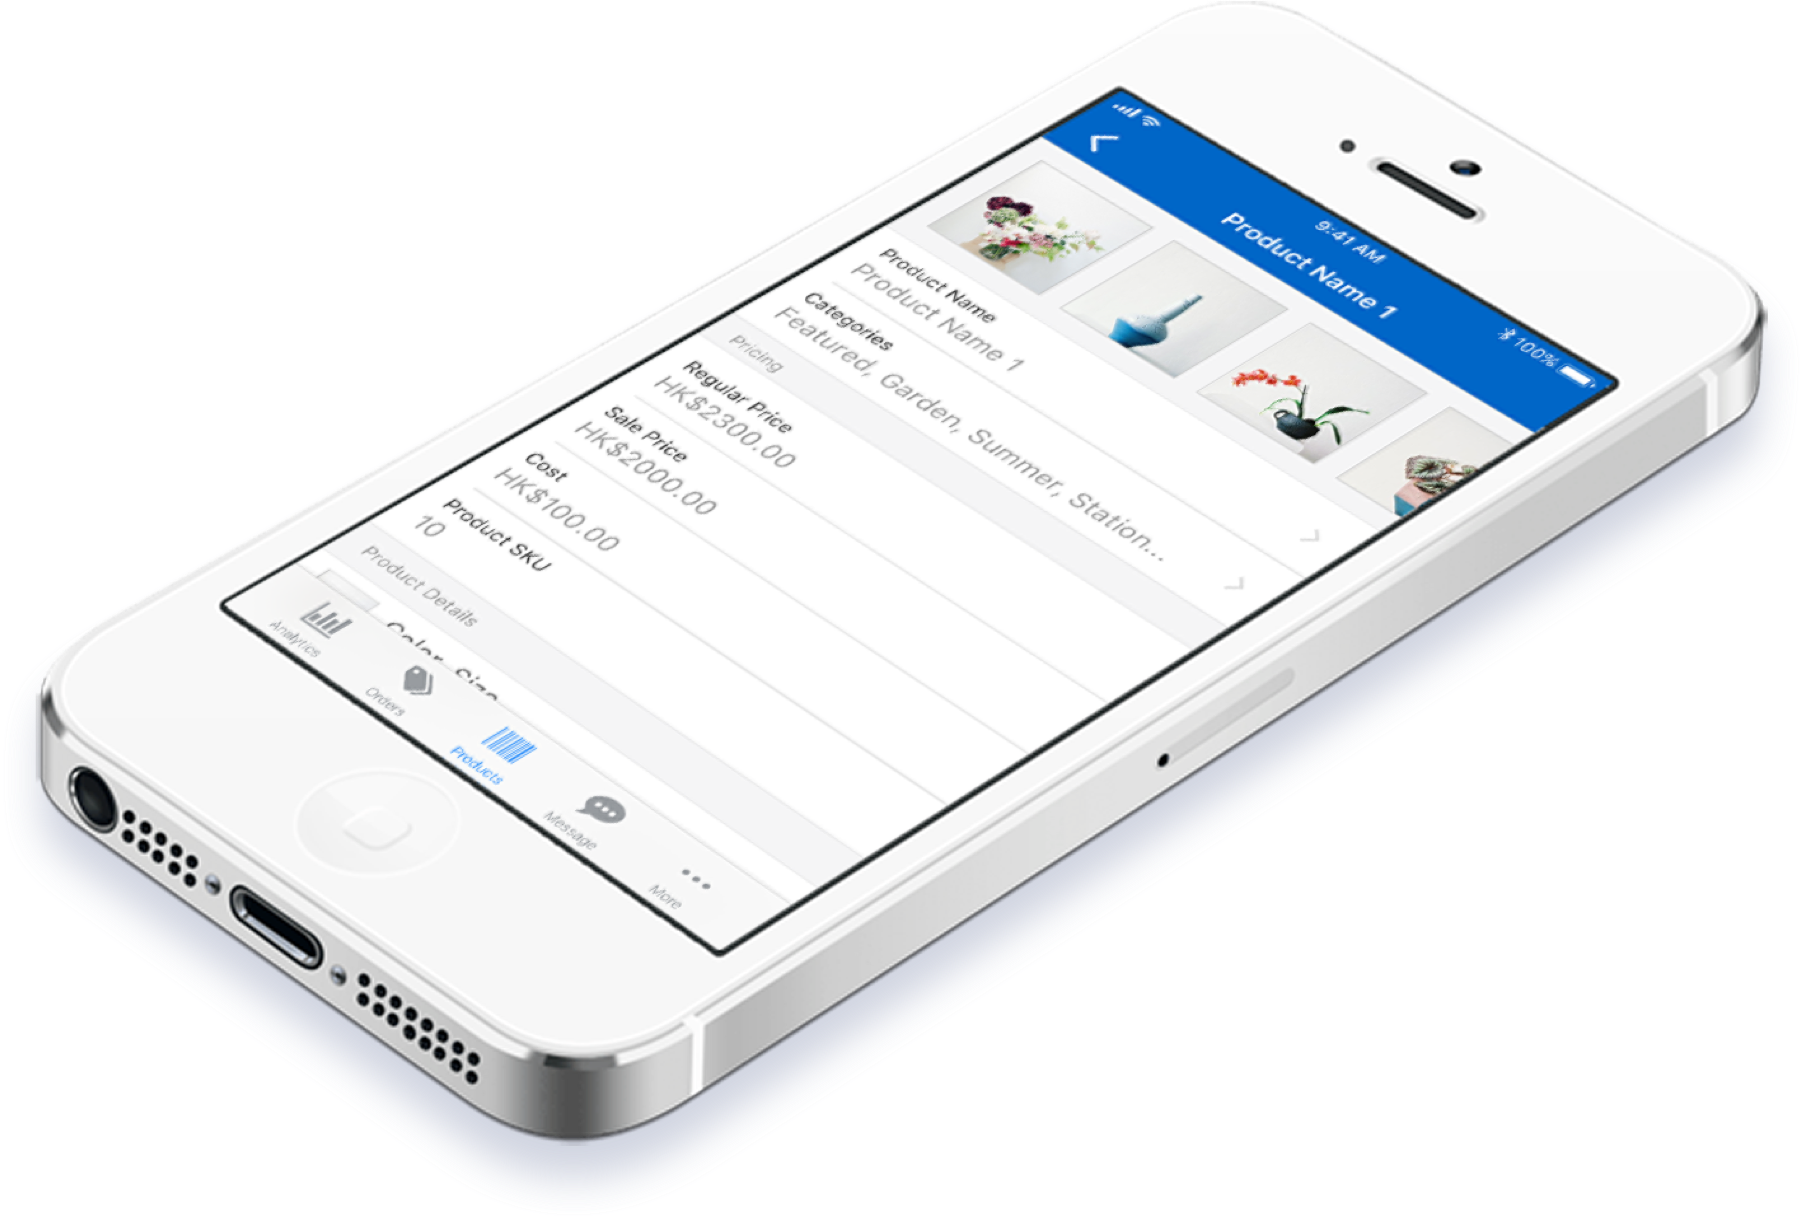 9:41 AM
100%
Product Name 1
Product Name
Product Name 1
Categories
Featured, Garden, Summer, Station...
Pricing
Regular Price
HK$2300.00
Sale Price
HK$2000.00
Cost
HK$100.00
Product SKU
10
Product Details
Color, Size
Analytics
Orders
Products
Message
More